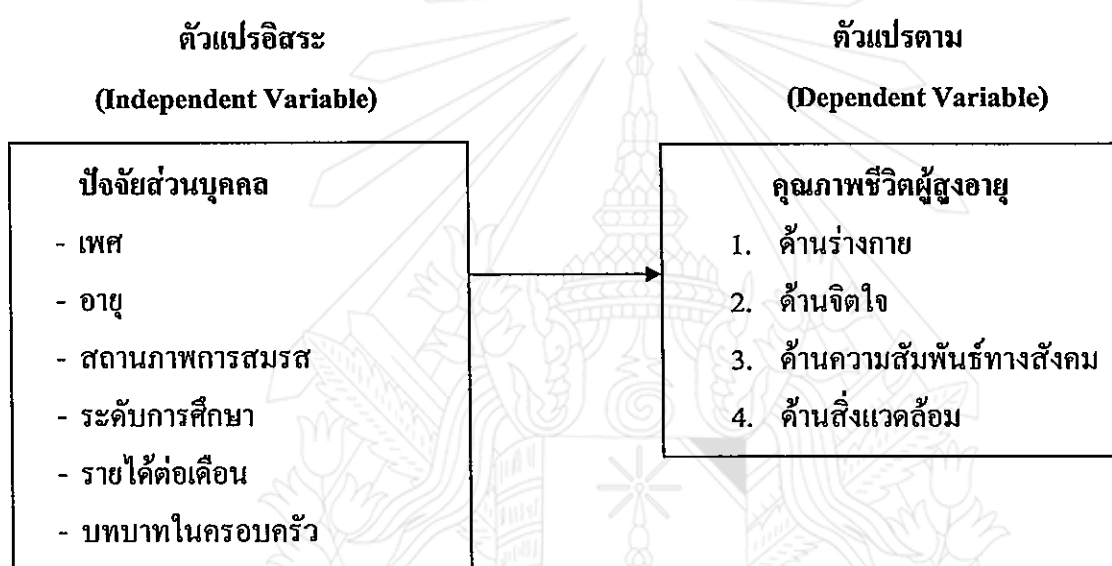 ตัวแปรอิสระ
(Independent Variable)
ปัจจัยส่วนบุคคล
- เพศ
- อายุ
- สถานภาพการสมรส
- ระดับการศึกษา
- รายได้ต่อเดือน
- บทบาทในครอบครัว
ตัวแปรตาม
(Dependent Variable)
คุณภาพชีวิตผู้สูงอายุ
1. ด้านร่างกาย
2. ด้านจิตใจ
3. ด้านความสัมพันธ์ทางสังคม
4. ด้านสิ่งแวดล้อม